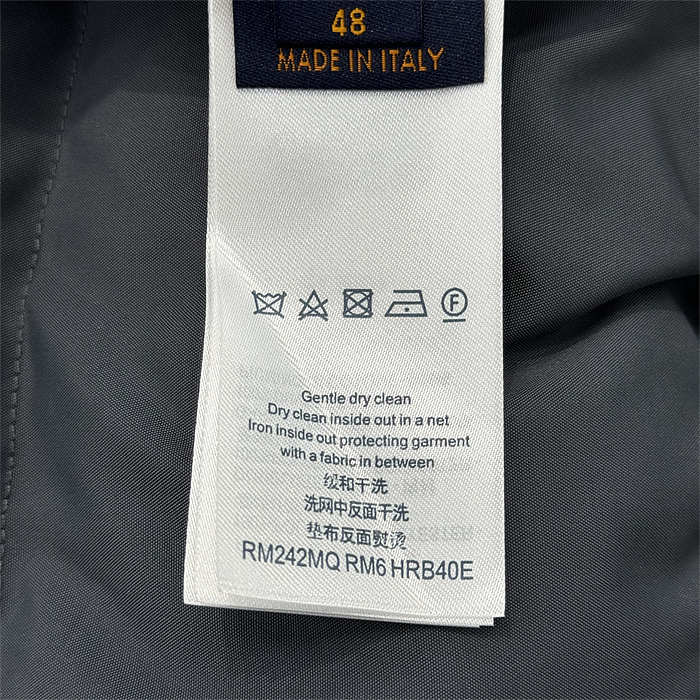 48
MADE IN ITALY
F
Gentle dry clean
Dry clean inside out in a net
Iron inside out protecting garment
with a fabric in between
缓和干洗
洗网中反面干洗
垫布反面熨烫
RM242MQ RM6 HRB40E